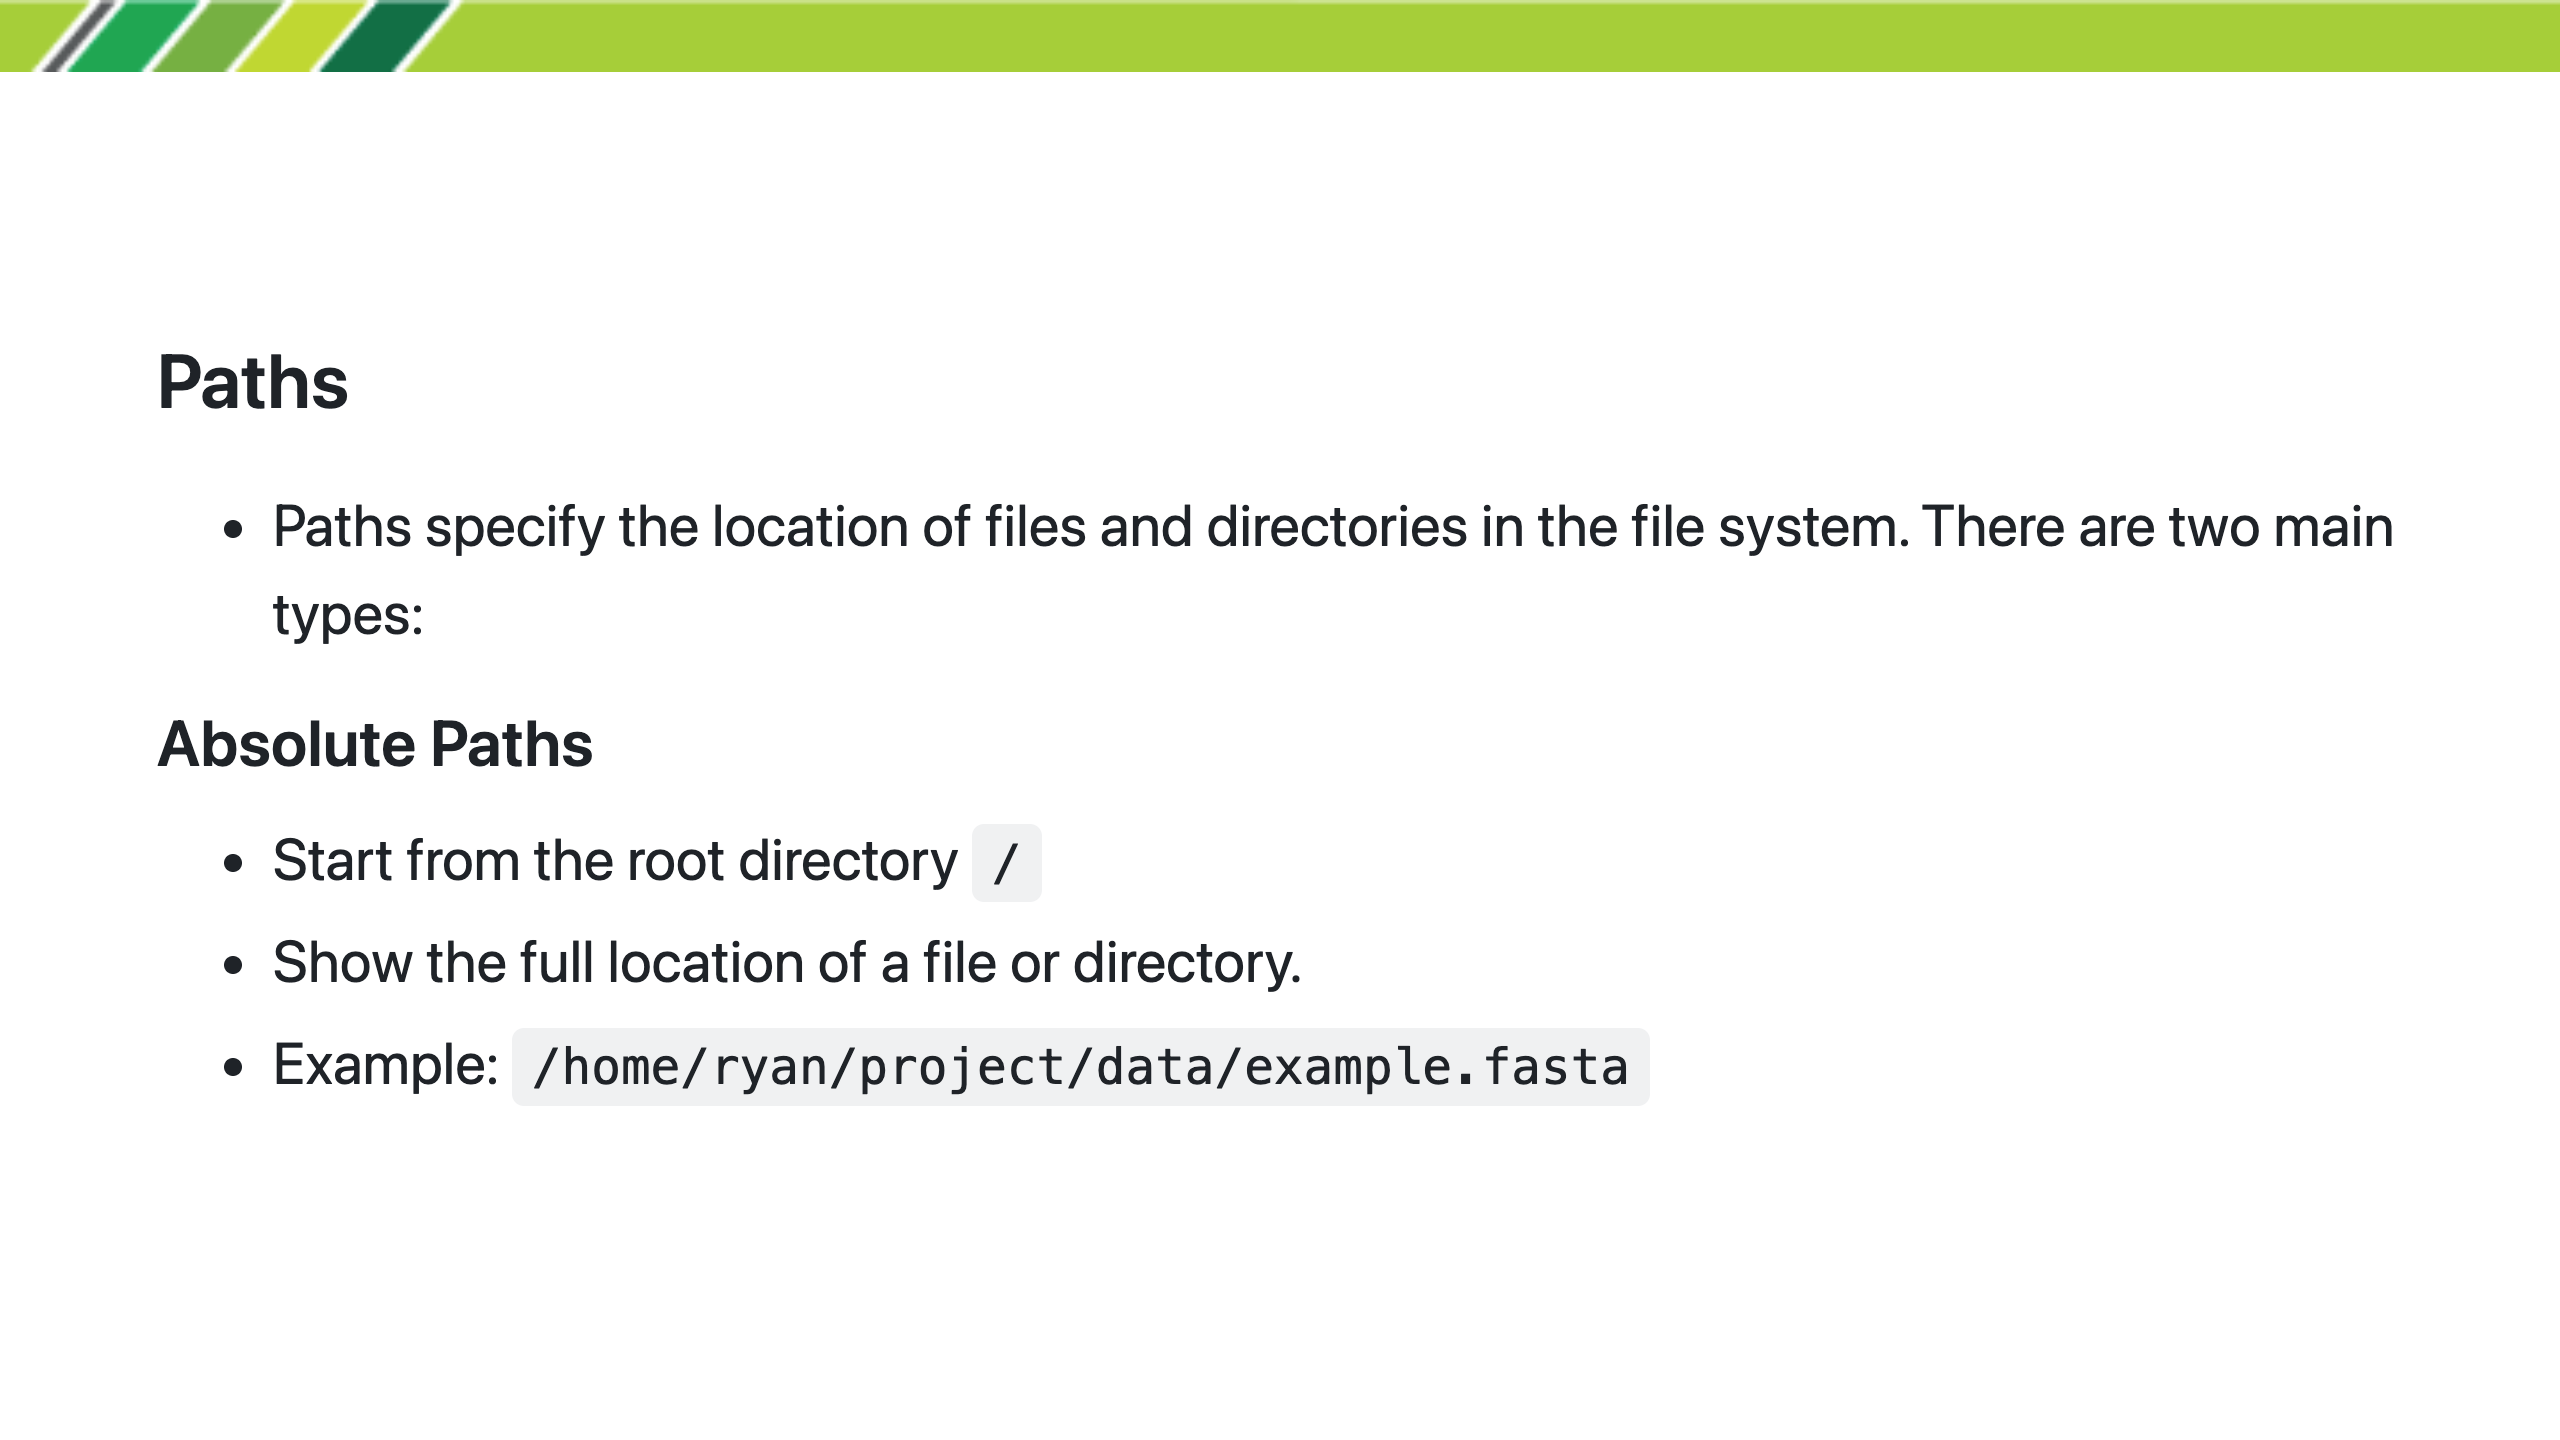 Paths
Paths specify the location of files and directories in the file system. There are two main
types:
Absolute Paths
Start from the root directory /
Show the full location of a file or directory.
Example: /home/ryan/project/data/example.fasta